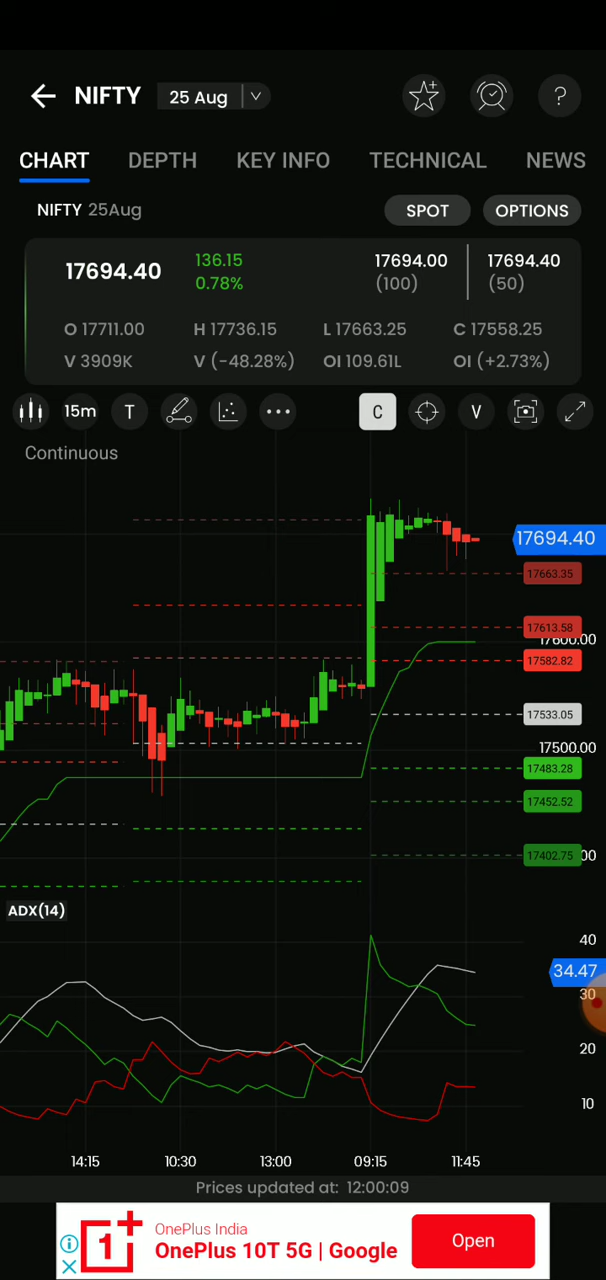 NIFTY 25 Aug
CHART DEPTH KEY INFO TECHNICAL NEWS
NIFTY 25Aug SPOT OPTIONS
17694.40 136.15 0.78% 17694.00 (100) 17694.40 (50)
O 17711.00 H 17736.15 L 17663.25 C 17558.25
V 3909K V (-48.28%) OI 109.61L OI (+2.73%)
15m T C V
Continuous
17694.40
17663.35
17613.58
17600.00
17582.82
17533.05
17500.00
17483.28
17452.52
17402.75
ADX(14)
40
34.47
30
20
10
14:15 10:30 13:00 09:15 11:45
Prices updated at: 12:00:09
OnePlus India
OnePlus 10T 5G | Google
Open